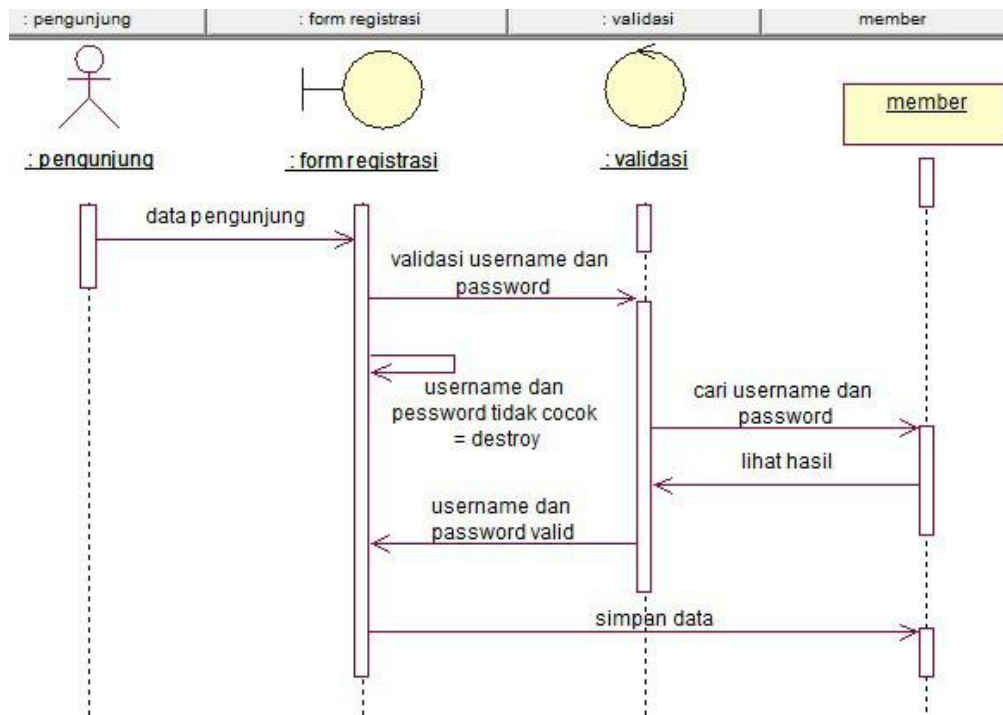 : pengunjung
: form registrasi
: validasi
member
: pengunjung
: form registrasi
: validasi
member
data pengunjung
validasi username dan
password
username dan
pessword tidak cocok
= destroy
cari username dan
password
lihat hasil
username dan
password valid
simpan data